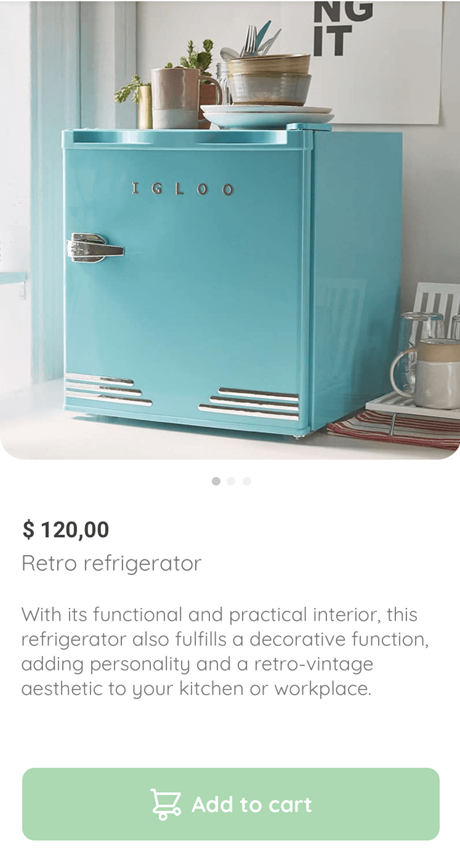 NG
IT
IGLOO
$ 120,00
Retro refrigerator
With its functional and practical interior, this
refrigerator also fulfills a decorative function,
adding personality and a retro-vintage
aesthetic to your kitchen or workplace.
Add to cart